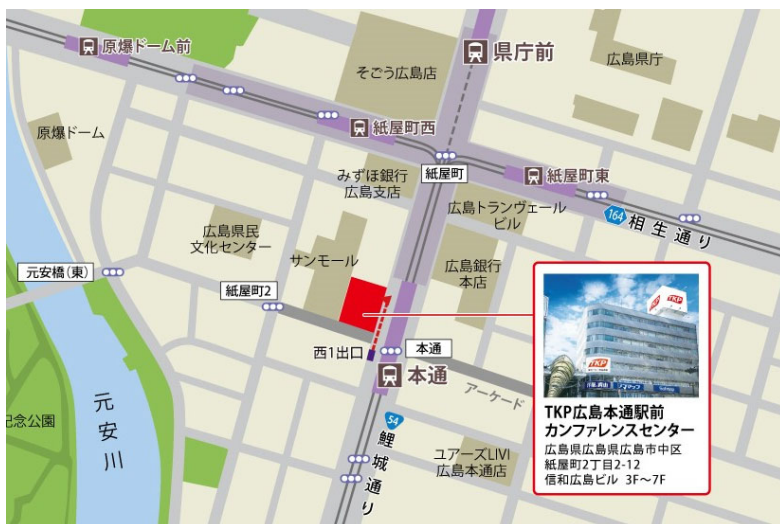 原爆ドーム前
県庁前
そごう広島店
広島県庁
原爆ドーム
紙屋町西
みずほ銀行
広島支店
紙屋町
紙屋町東
広島トランヴェール
ビル
164
相生通り
広島県民
文化センター
サンモール
広島銀行
本店
元安橋(東)
紙屋町2
西1出口
本通
本通
アーケード
記念公園
元安川
54
鯉城通り
ユアーズLIVI
広島本通店
TKP
TKP
TKP
ソフマップ
TKP広島本通駅前
カンファレンスセンター
広島県広島県広島市中区
紙屋町2丁目2-12
信和広島ビル 3F~7F